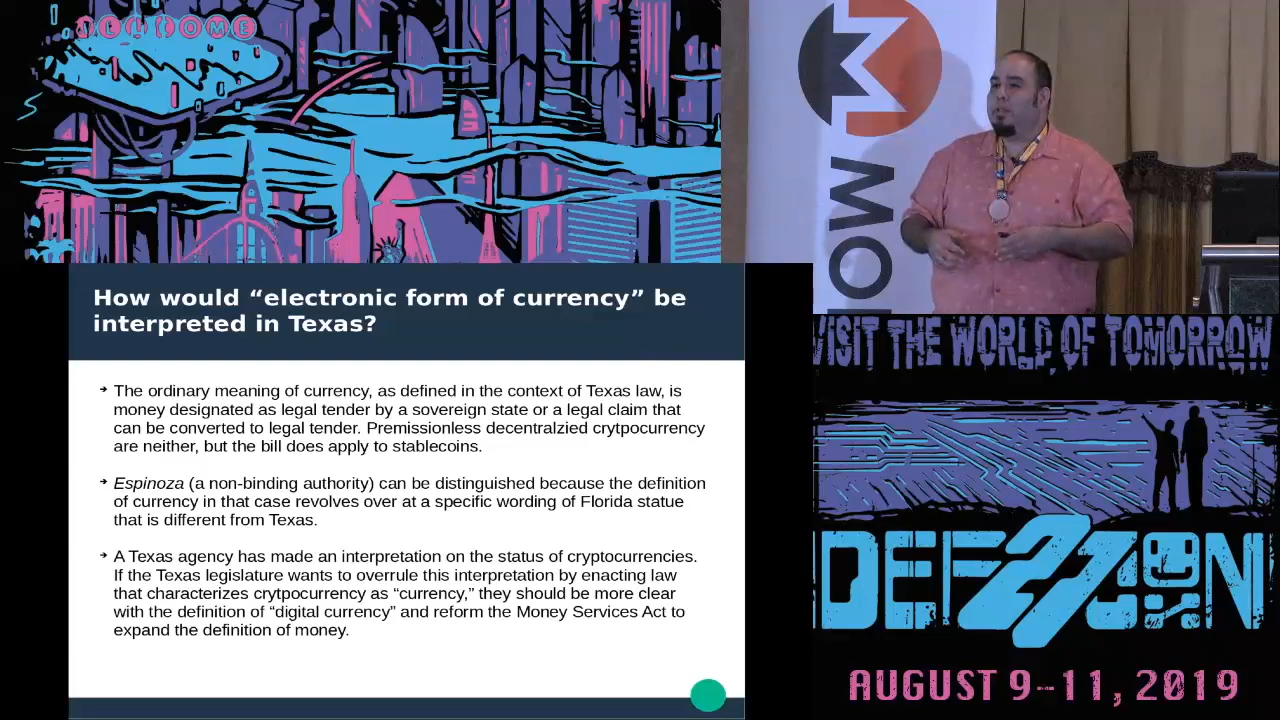 WELCOME
MO
How would “electronic form of currency” be
interpreted in Texas?
The ordinary meaning of currency, as defined in the context of Texas law, is
money designated as legal tender by a sovereign state or a legal claim that
can be converted to legal tender. Premissionless decentralzied crytpocurrency
are neither, but the bill does apply to stablecoins.
Espinoza (a non-binding authority) can be distinguished because the definition
of currency in that case revolves over at a specific wording of Florida statue
that is different from Texas.
A Texas agency has made an interpretation on the status of cryptocurrencies.
If the Texas legislature wants to overrule this interpretation by enacting law
that characterizes crytpocurrency as “currency,” they should be more clear
with the definition of “digital currency” and reform the Money Services Act to
expand the definition of money.
VISIT THE WORLD OF TOMORROW
DEF 27 CON
AUGUST 9-11, 2019